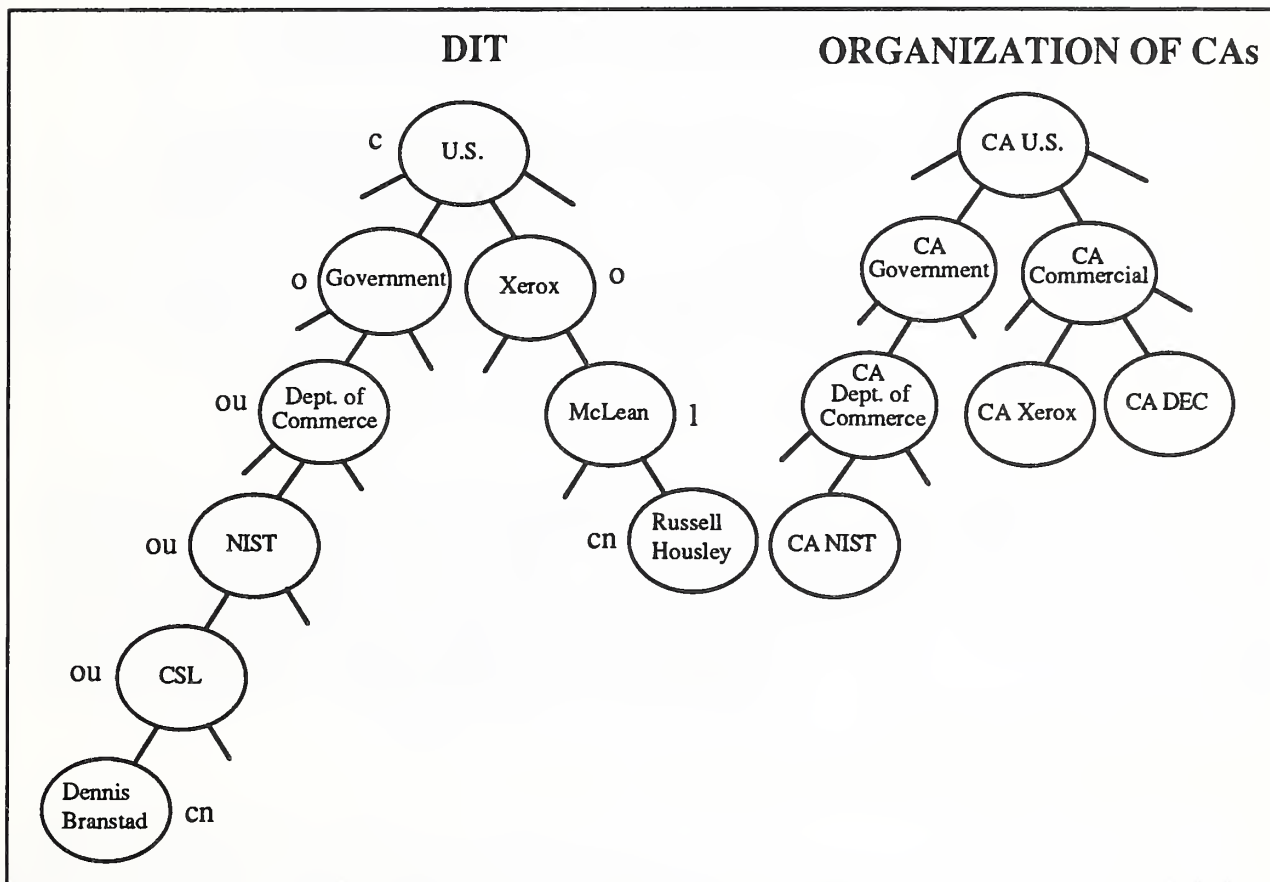 DIT
ORGANIZATION OF CAs
c
U.S.
CA U.S.
o
Government
Xerox
o
CA
Government
CA
Commercial
ou
Dept. of
Commerce
McLean
l
CA
Dept. of
Commerce
CA Xerox
CA DEC
ou
NIST
cn
Russell
Housley
CA NIST
ou
CSL
Dennis
Branstad
cn